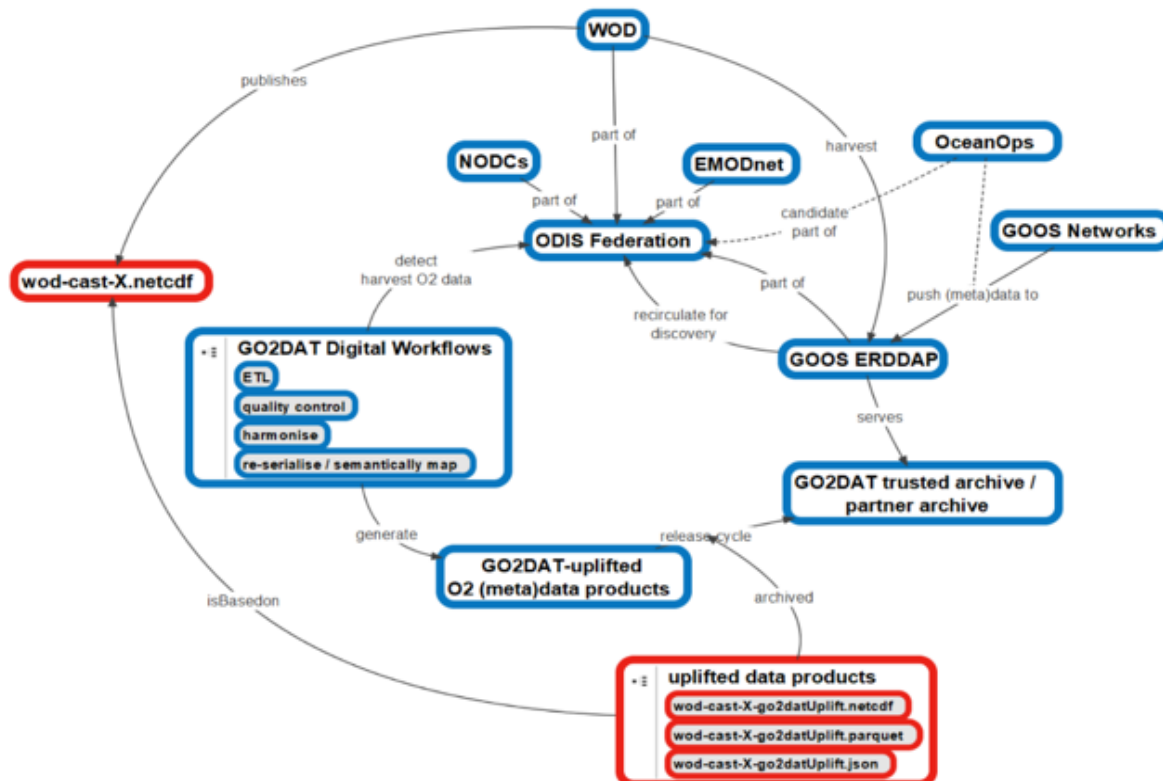 WOD
publishes
part of
harvest
NODCs
EMODnet
OceanOps
part of
part of
candidate
part of
GOOS Networks
ODIS Federation
wod-cast-X.netcdf
detect
harvest O2 data
part of
push (meta)data to
recirculate for
discovery
GO2DAT Digital Workflows
ETL
quality control
harmonise
re-serialise / semantically map
GOOS ERDDAP
serves
GO2DAT trusted archive /
partner archive
generate
release cycle
GO2DAT-uplifted
O2 (meta)data products
isBasedon
archived
uplifted data products
wod-cast-X-go2datUplift.netcdf
wod-cast-X-go2datUplift.parquet
wod-cast-X-go2datUplift.json